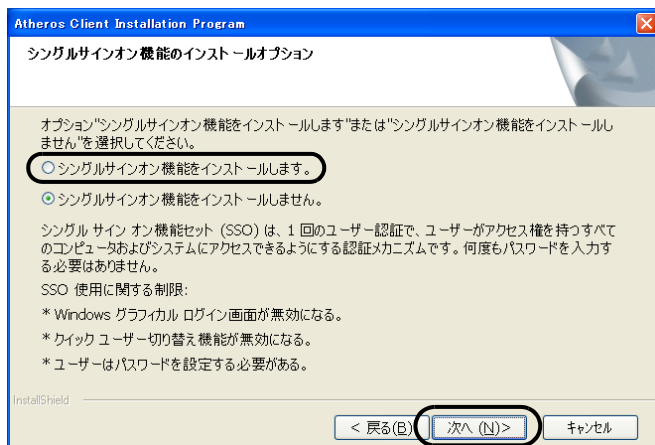 Atheros Client Installation Program
シングルサインオン機能のインストールオプション
オプション"シングルサインオン機能をインストールします"または"シングルサインオン機能をインストールし
ません"を選択してください。
シングルサインオン機能をインストールします。
シングルサインオン機能をインストールしません。
シングル サイン オン機能セット (SSO) は、1 回のユーザー認証で、ユーザーがアクセス権を持つすべて
のコンピュータおよびシステムにアクセスできるようにする認証メカニズムです。何度もパスワードを入力す
る必要はありません。
SSO 使用に関する制限:
* Windows グラフィカル ログイン画面が無効になる。
* クイック ユーザー切り替え機能が無効になる。
* ユーザーはパスワードを設定する必要がある。
InstallShield
< 戻る(B) 次へ (N)> キャンセル